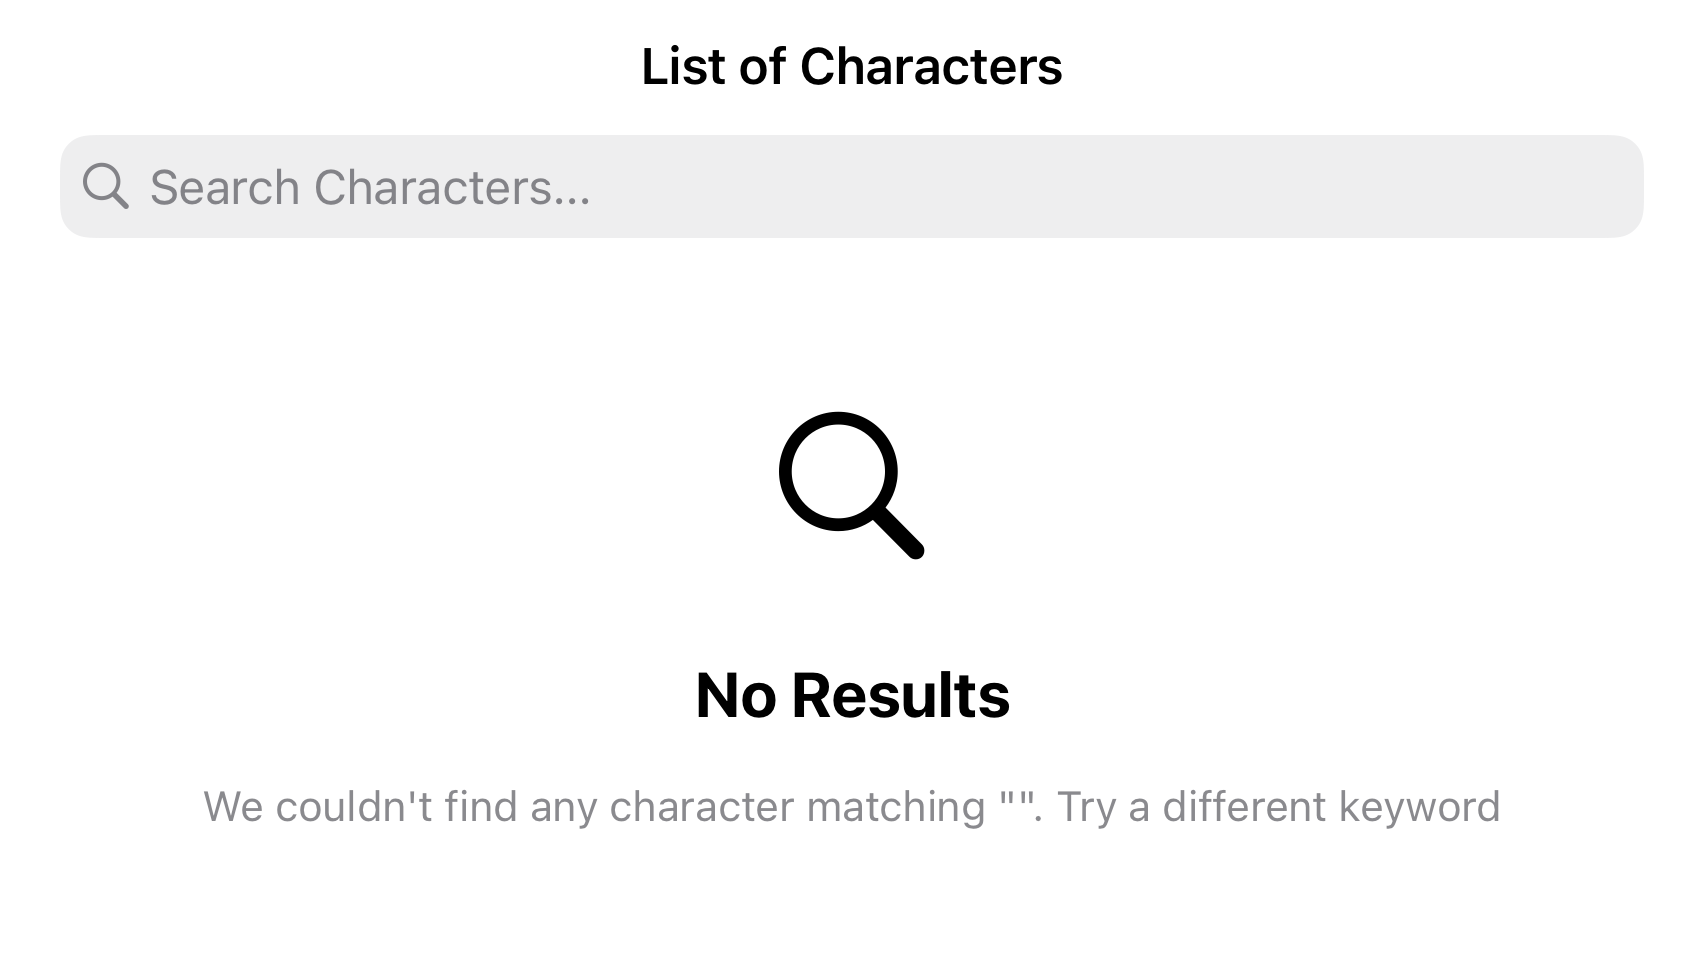 List of Characters
Search Characters...
No Results
We couldn't find any character matching "". Try a different keyword